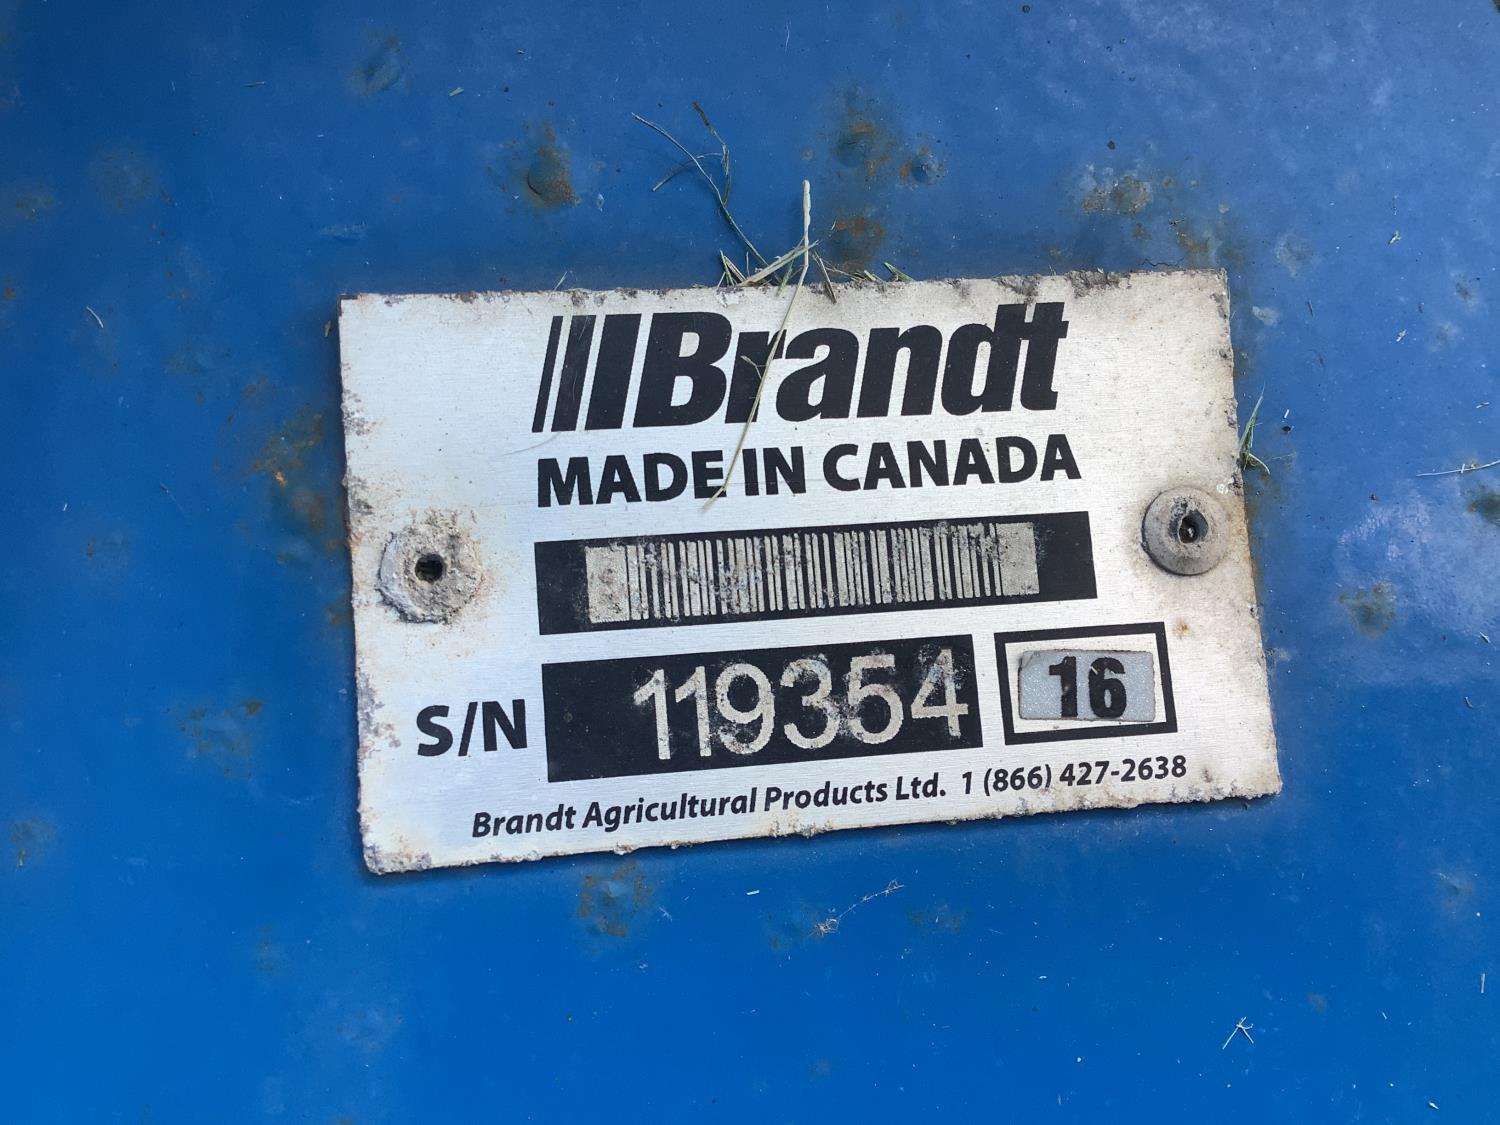 Brandt
MADE IN CANADA
S/N 119354 16
Brandt Agricultural Products Ltd. 1 (866) 427-2638